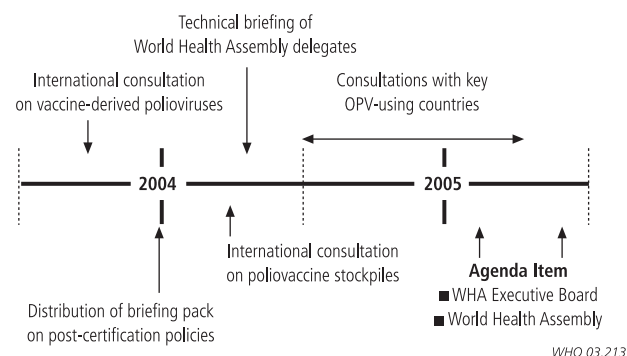 Technical briefing of
World Health Assembly delegates
International consultation
on vaccine-derived polioviruses
Consultations with key
OPV-using countries
2004
2005
International consultation
on poliovaccine stockpiles
Distribution of briefing pack
on post-certification policies
Agenda Item
■ WHA Executive Board
■ World Health Assembly
WHO 03.213